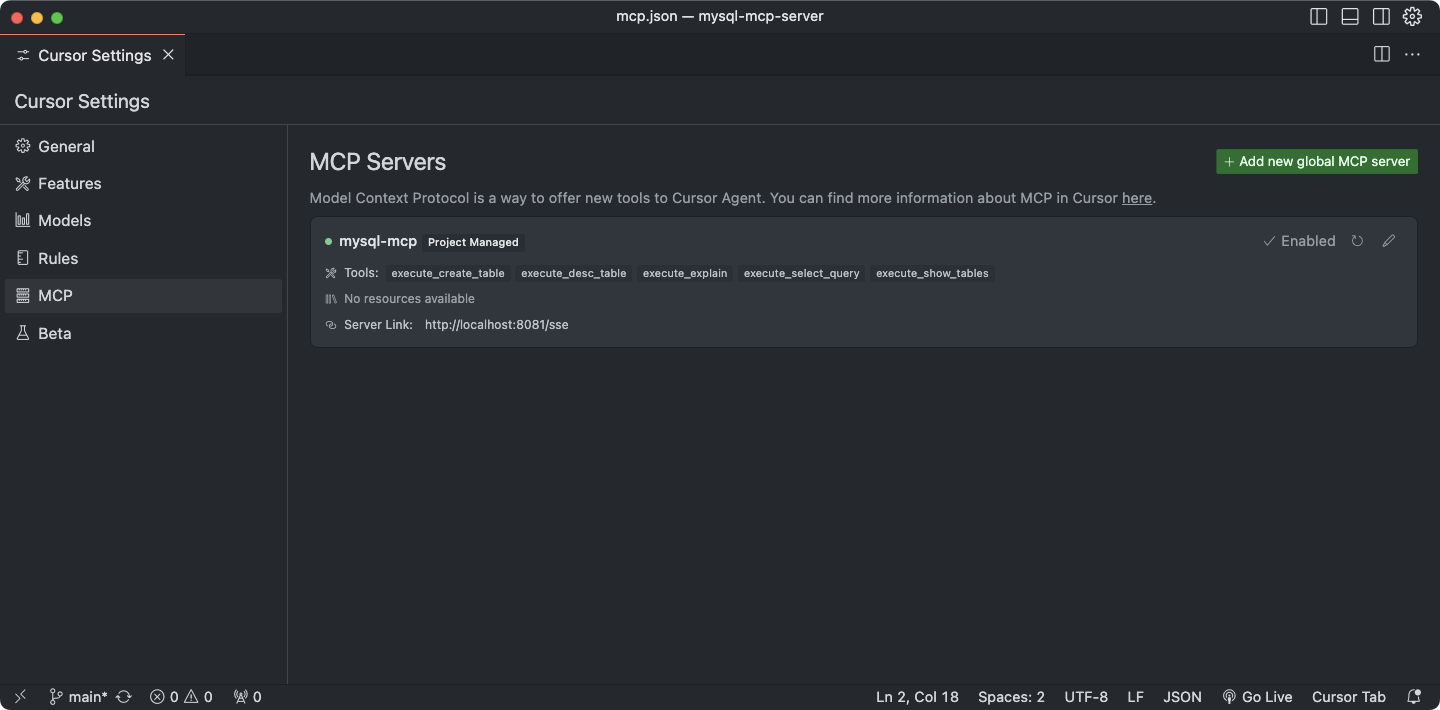 mcp.json — mysql-mcp-server
Cursor Settings
Cursor Settings
General
Features
Models
Rules
MCP
Beta
MCP Servers
Add new global MCP server
Model Context Protocol is a way to offer new tools to Cursor Agent. You can find more information about MCP in Cursor here.
mysql-mcp Project Managed Enabled
Tools: execute_create_table execute_desc_table execute_explain execute_select_query execute_show_tables
No resources available
Server Link: http://localhost:8081/sse
main* 0 0 0 Ln 2, Col 18 Spaces: 2 UTF-8 LF JSON Go Live Cursor Tab